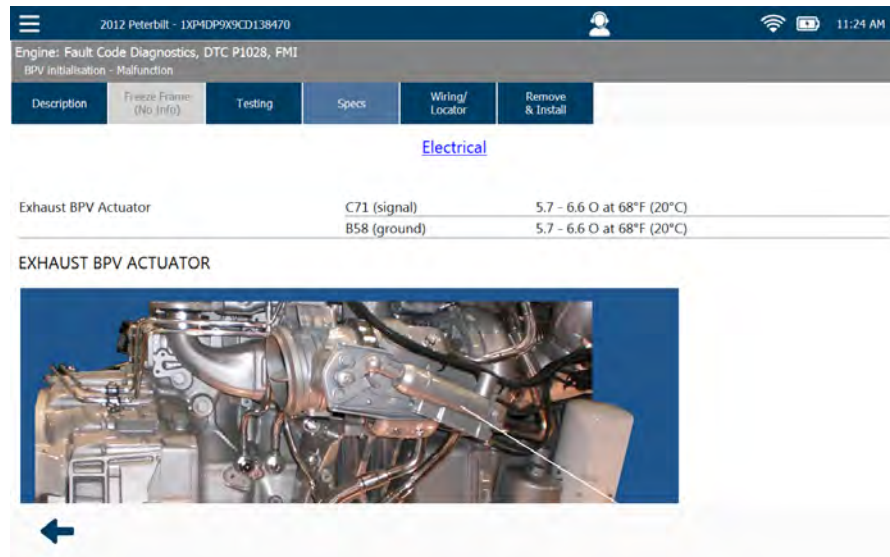 2012 Peterbilt - 1XP4DP9X9CD138470
11:24 AM
Engine: Fault Code Diagnostics, DTC P1028, FMI
BPV initialisation - Malfunction
Description
Freeze Frame
(No Info)
Testing
Specs
Wiring/
Locator
Remove
& Install
Electrical
Exhaust BPV Actuator C71 (signal) 5.7 - 6.6 O at 68°F (20°C)
B58 (ground) 5.7 - 6.6 O at 68°F (20°C)
EXHAUST BPV ACTUATOR